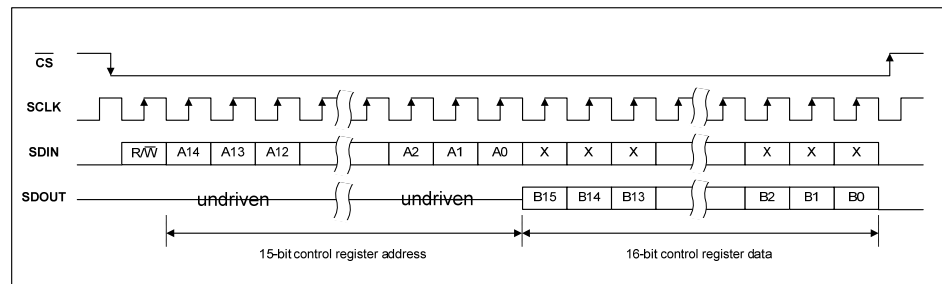 C̅S̅
SCLK
SDIN R/W̅ A14 A13 A12 A2 A1 A0 X X X X X X
SDOUT undriven undriven B15 B14 B13 B2 B1 B0
15-bit control register address 16-bit control register data